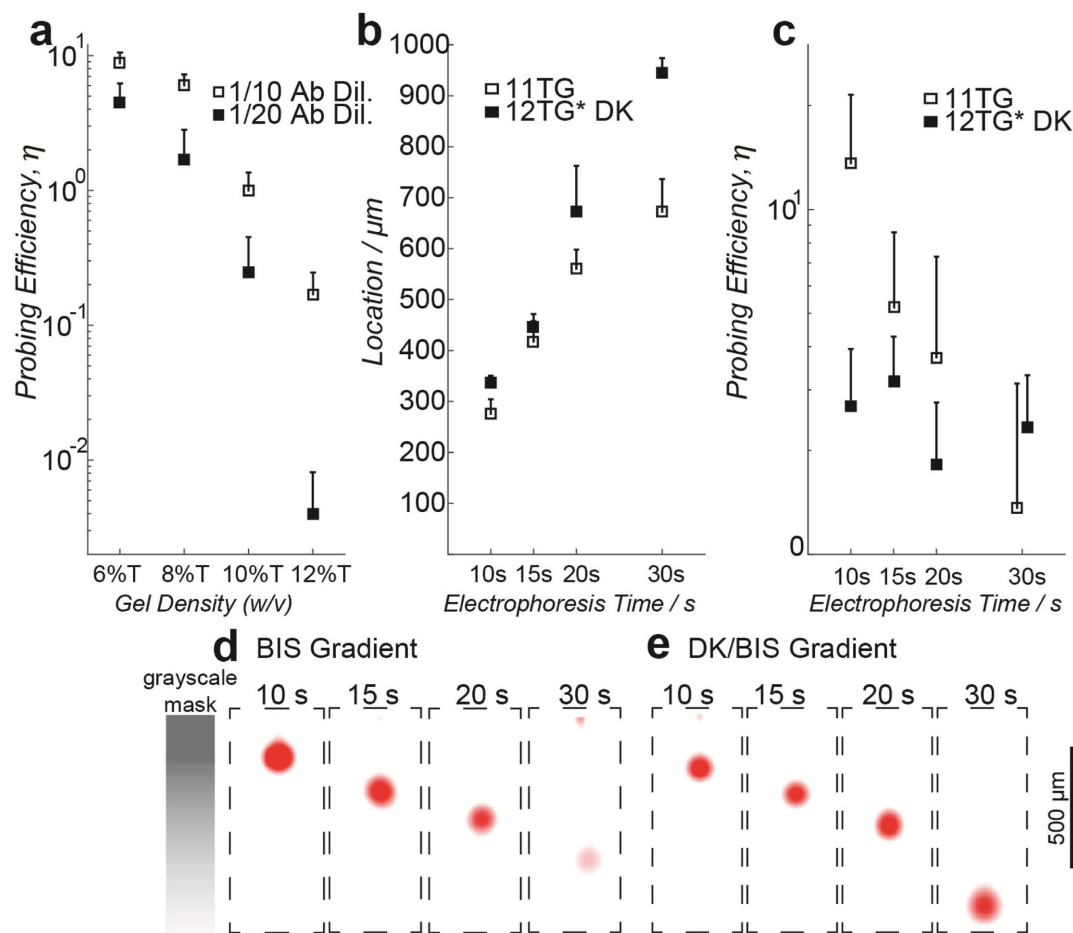 a
10^1
10^0
10^-1
10^-2
Probing Efficiency, η
1/10 Ab Dil.
1/20 Ab Dil.
6%T 8%T 10%T 12%T
Gel Density (w/v)
b
1000
900
800
700
600
500
400
300
200
100
Location / µm
11TG
12TG* DK
10s 15s 20s 30s
Electrophoresis Time / s
c
10^1
0
Probing Efficiency, η
11TG
12TG* DK
10s 15s 20s 30s
Electrophoresis Time / s
d BIS Gradient
grayscale
mask
10 s 15 s 20 s 30 s
e DK/BIS Gradient
10 s 15 s 20 s 30 s
500 µm